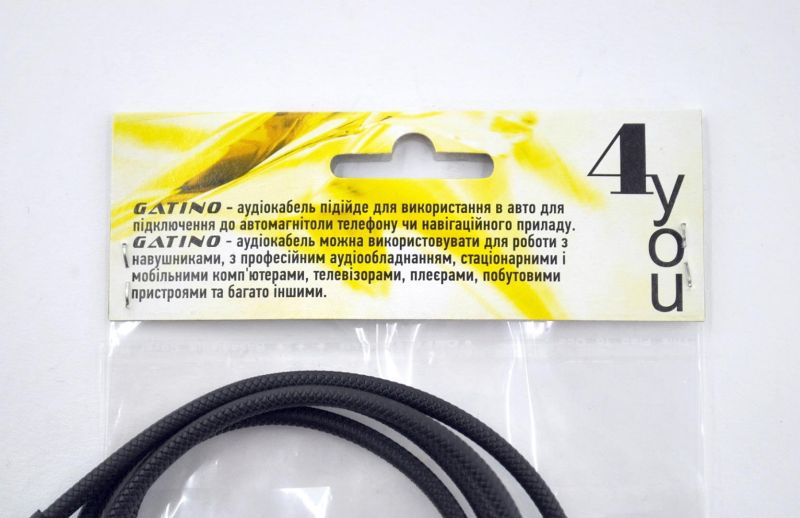 GATINO - аудіокабель підійде для використання в авто для
підключення до автомагнітоли телефону чи навігаційного приладу.
GATINO - аудіокабель можна використовувати для роботи з
навушниками, з професійним аудіообладнанням, стаціонарними і
мобільними комп'ютерами, телевізорами, плеєрами, побутовими
пристроями та багато іншими.
4you